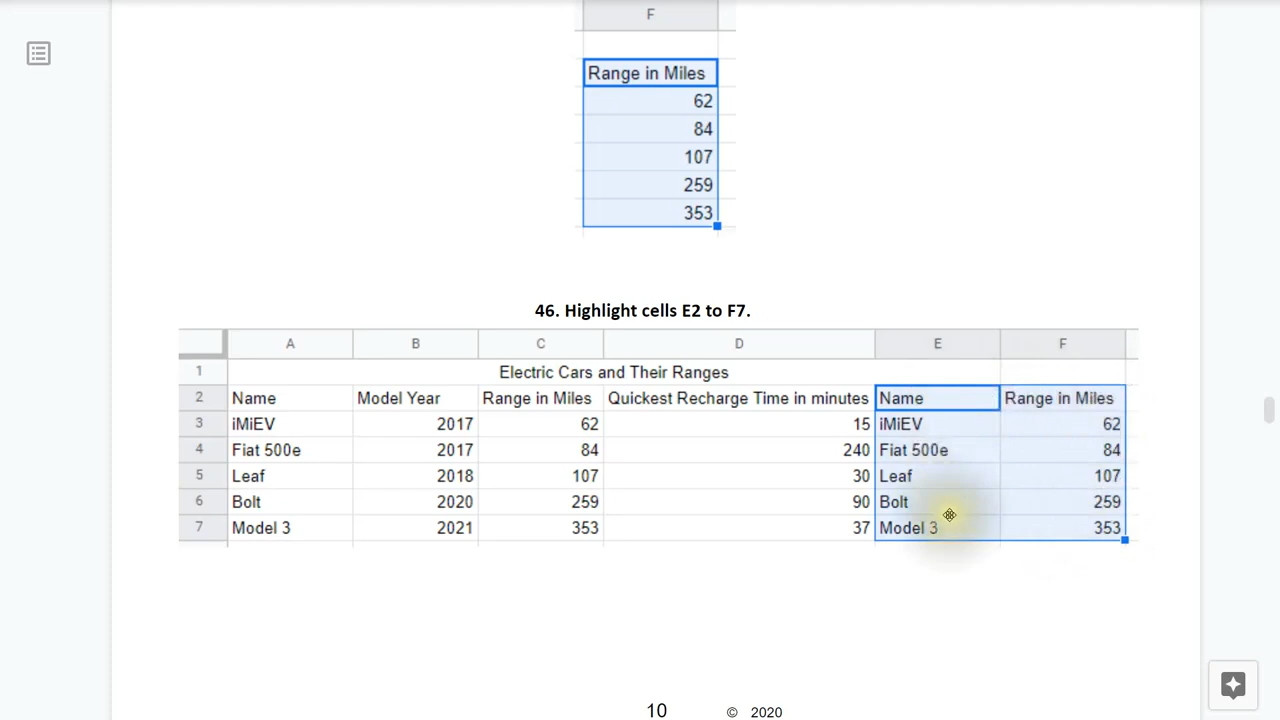 F
Range in Miles
62
84
107
259
353
46. Highlight cells E2 to F7.
A B C D E F
1 Electric Cars and Their Ranges
2 Name Model Year Range in Miles Quickest Recharge Time in minutes Name Range in Miles
3 iMiEV 2017 62 15 iMiEV 62
4 Fiat 500e 2017 84 240 Fiat 500e 84
5 Leaf 2018 107 30 Leaf 107
6 Bolt 2020 259 90 Bolt 259
7 Model 3 2021 353 37 Model 3 353
10 © 2020